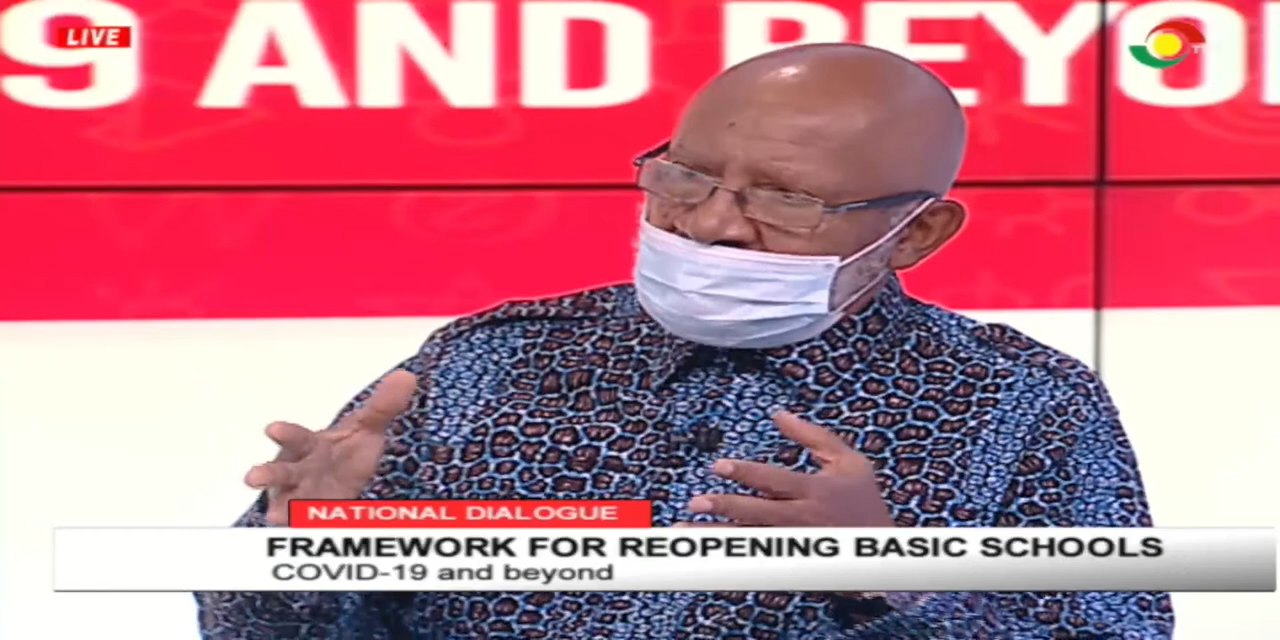 LIVE
9 AND BEYO
NATIONAL DIALOGUE
FRAMEWORK FOR REOPENING BASIC SCHOOLS
COVID-19 and beyond